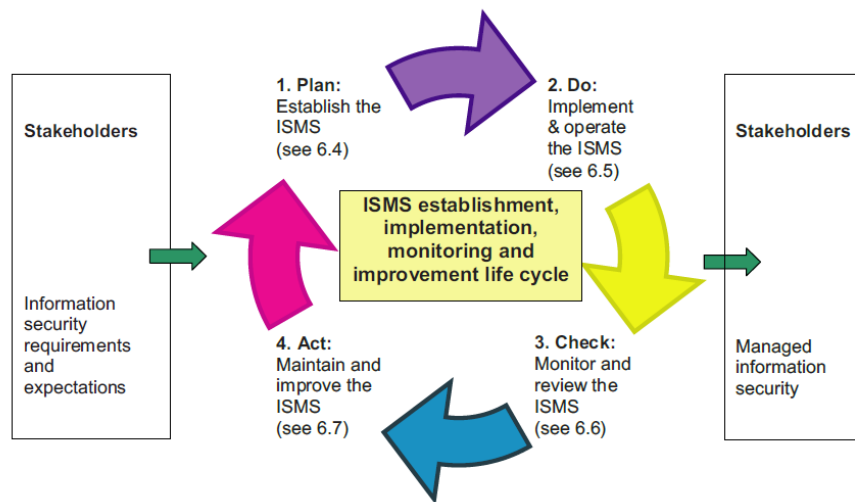 Stakeholders
Information
security
requirements
and
expectations
1. Plan:
Establish the
ISMS
(see 6.4)
2. Do:
Implement
& operate
the ISMS
(see 6.5)
ISMS establishment,
implementation,
monitoring and
improvement life cycle
4. Act:
Maintain and
improve the
ISMS
(see 6.7)
3. Check:
Monitor and
review the
ISMS
(see 6.6)
Stakeholders
Managed
information
security